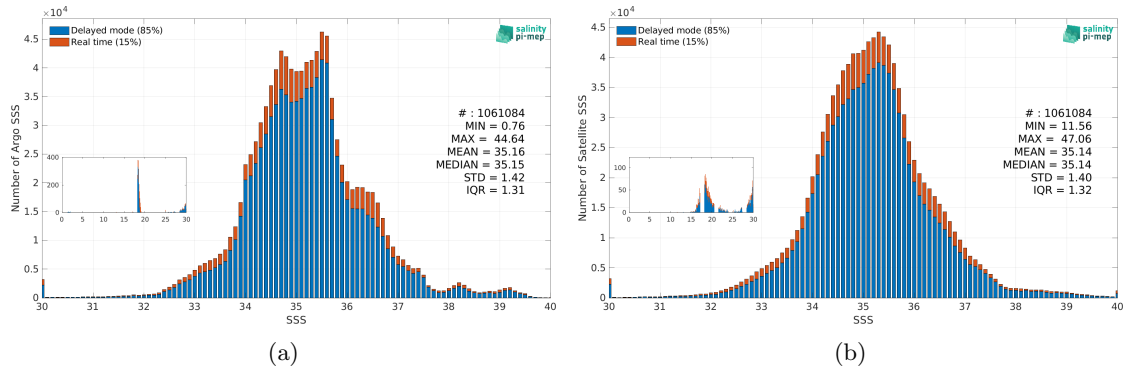 ×10⁴
Delayed mode (85%)
Real time (15%)
salinity
pi-mep
5
4.5
4
3.5
3
2.5
2
1.5
1
0.5
0
Number of Argo SSS
# : 1061084
MIN = 0.76
MAX = 44.64
MEAN = 35.16
MEDIAN = 35.15
STD = 1.42
IQR = 1.31
400
200
0
0 5 10 15 20 25 30
30 31 32 33 34 35 36 37 38 39 40
SSS
(a)
×10⁴
Delayed mode (85%)
Real time (15%)
salinity
pi-mep
5
4.5
4
3.5
3
2.5
2
1.5
1
0.5
0
Number of Satellite SSS
# : 1061084
MIN = 11.56
MAX = 47.06
MEAN = 35.14
MEDIAN = 35.14
STD = 1.40
IQR = 1.32
100
50
0
0 5 10 15 20 25 30
30 31 32 33 34 35 36 37 38 39 40
SSS
(b)